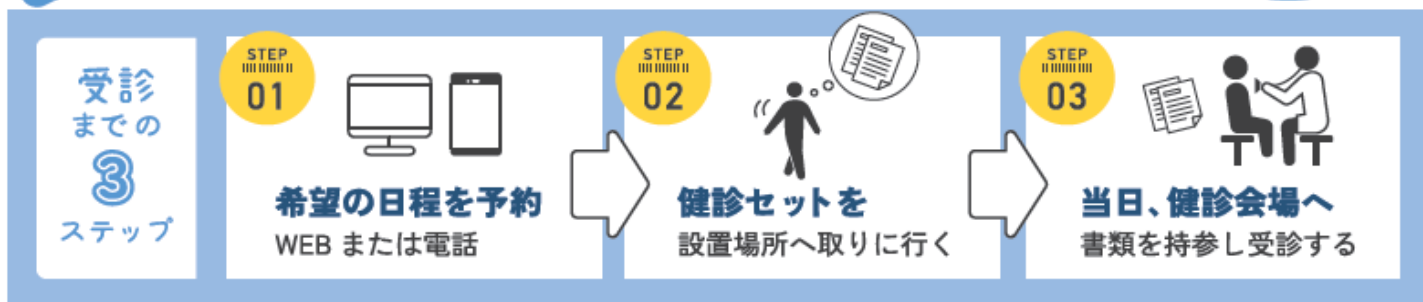 受診
までの
3
ステップ
STEP
01
希望の日程を予約
WEB または電話
STEP
02
健診セットを
設置場所へ取りに行く
STEP
03
当日、健診会場へ
書類を持参し受診する